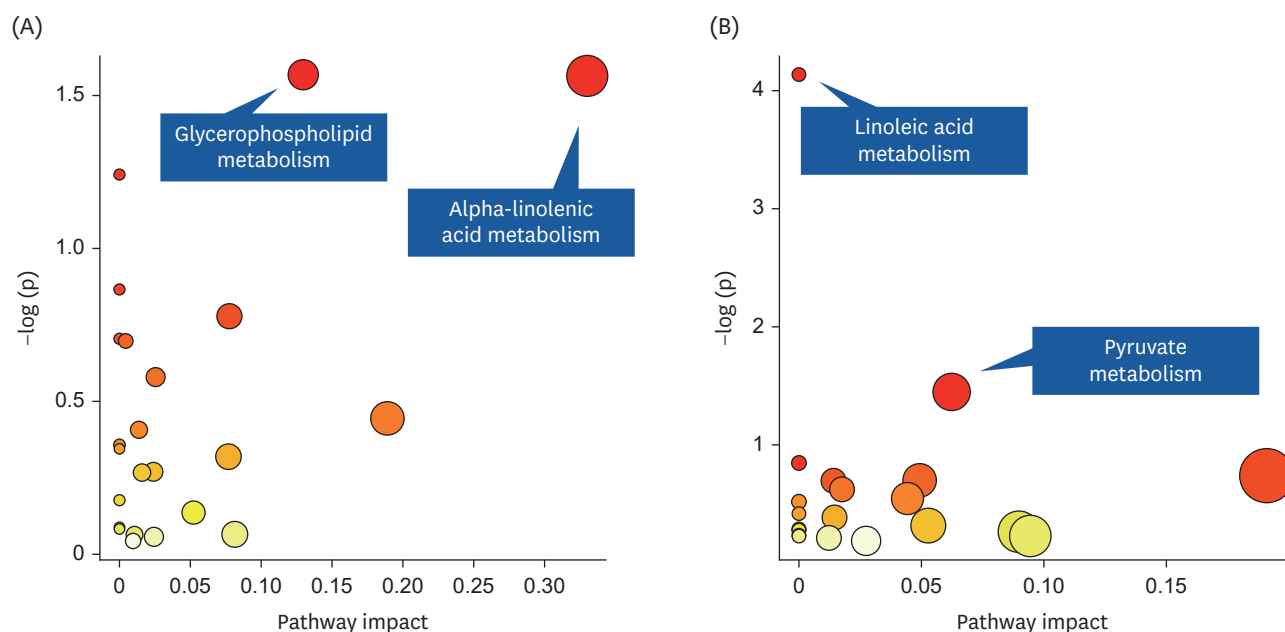 (A)
1.5
1.0
0.5
0
−log (p)
Glycerophospholipid
metabolism
Alpha-linolenic
acid metabolism
0
0.05
0.10
0.15
0.20
0.25
0.30
Pathway impact
(B)
4
3
2
1
−log (p)
Linoleic acid
metabolism
Pyruvate
metabolism
0
0.05
0.10
0.15
Pathway impact